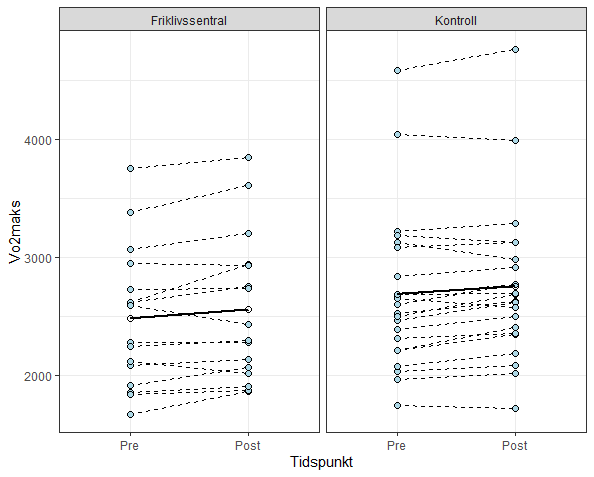 Friklivssentral
Kontroll
Vo2maks
4000
3000
2000
Pre
Post
Pre
Post
Tidspunkt